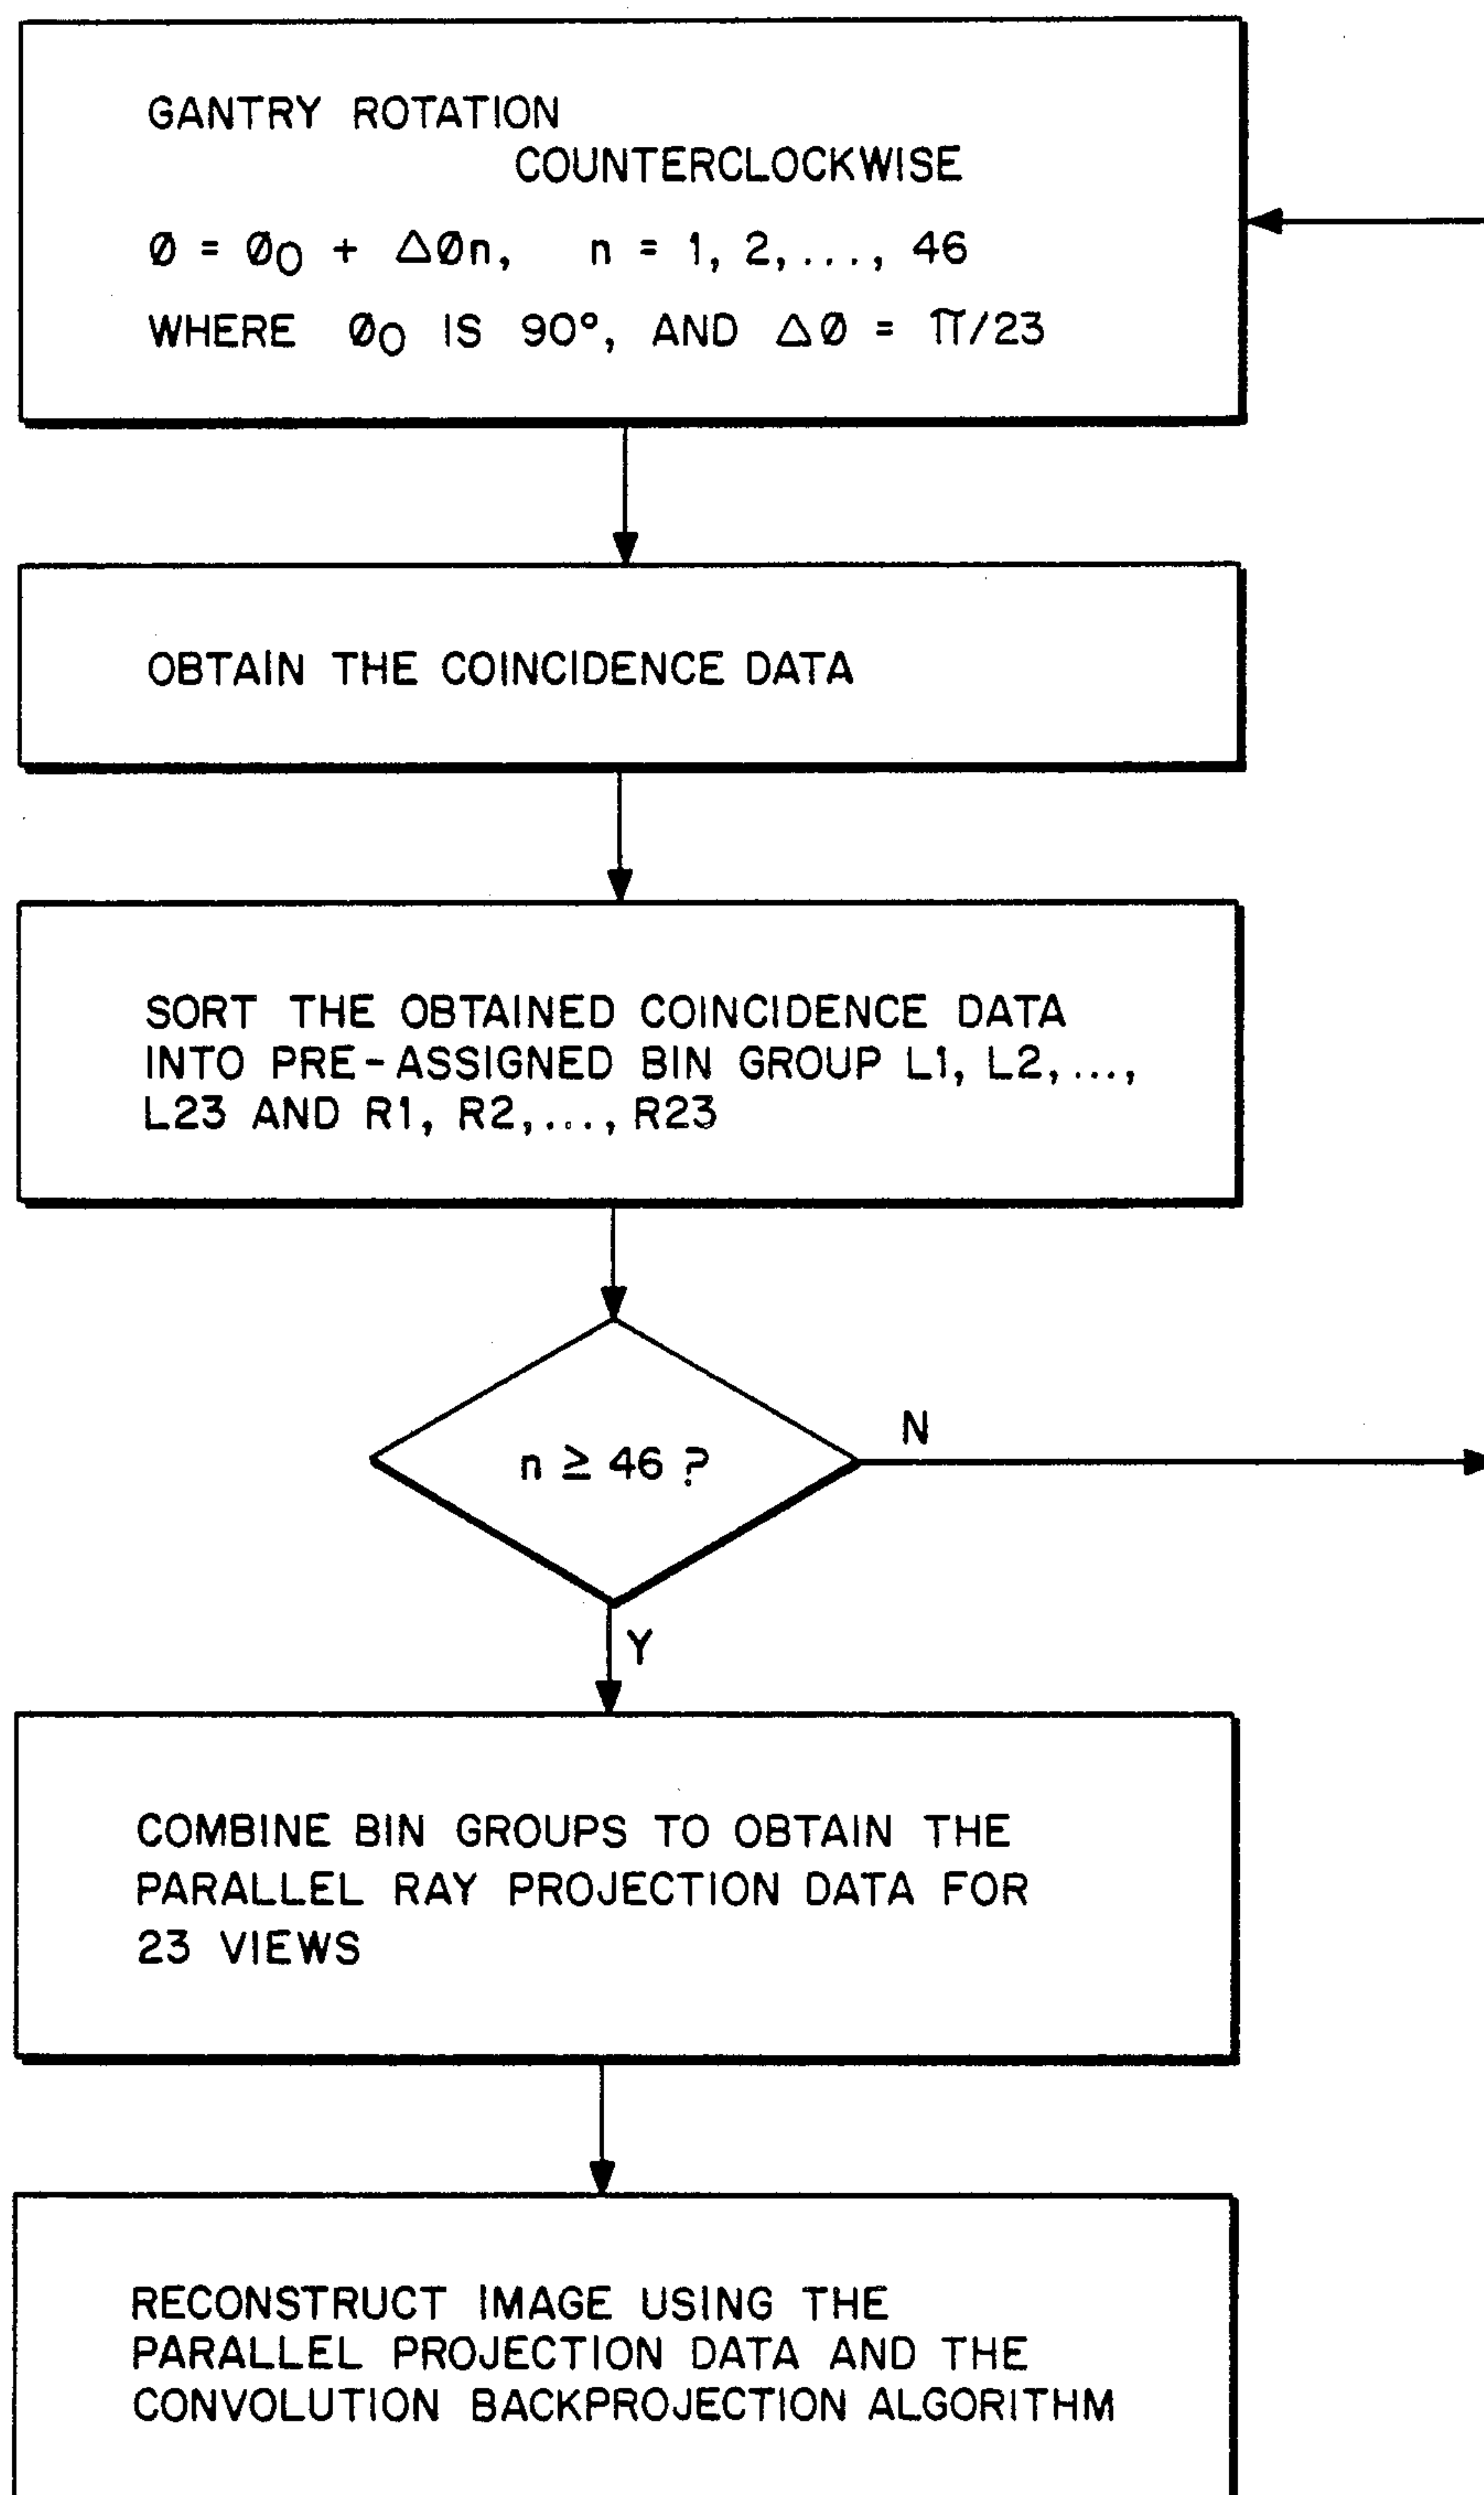 GANTRY ROTATION
COUNTERCLOCKWISE
Ø = Ø₀ + △Øn, n = 1, 2,..., 46
WHERE Ø₀ IS 90°, AND △Ø = π/23
OBTAIN THE COINCIDENCE DATA
SORT THE OBTAINED COINCIDENCE DATA
INTO PRE-ASSIGNED BIN GROUP L1, L2,...,
L23 AND R1, R2,..., R23
n ≥ 46 ?
N
Y
COMBINE BIN GROUPS TO OBTAIN THE
PARALLEL RAY PROJECTION DATA FOR
23 VIEWS
RECONSTRUCT IMAGE USING THE
PARALLEL PROJECTION DATA AND THE
CONVOLUTION BACKPROJECTION ALGORITHM